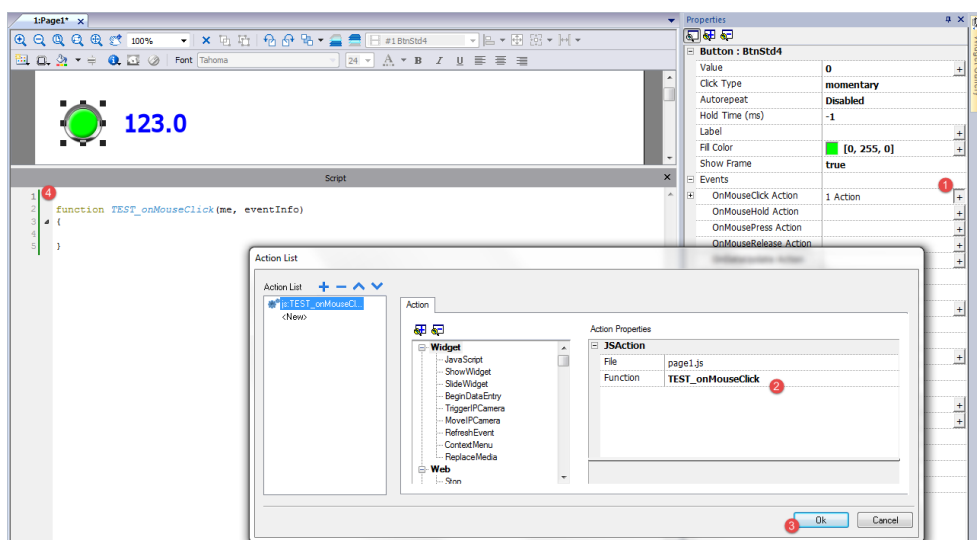 1:Page1* x
Properties
100%
#1 BtnStd4
Font Tahoma
24
A B I U
123.0
Button : BtnStd4
Value 0 +
Click Type momentary
Autorepeat Disabled
Hold Time (ms) -1
Label +
Fill Color [0, 255, 0] +
Show Frame true
Events
1
OnMouseClick Action 1 Action +
OnMouseHold Action +
OnMousePress Action +
OnMouseRelease Action +
Script x
1 4
2 function TEST_onMouseClick(me, eventInfo)
3 {
4
5 }
Action List
Action List
js:TEST_onMouseCl...
<New>
Action
Widget
JavaScript
ShowWidget
SlideWidget
BeginDataEntry
TriggerIPCamera
MoveIPCamera
RefreshEvent
ContextMenu
ReplaceMedia
Web
Stop
Action Properties
JSAction
File page1.js
Function TEST_onMouseClick
2
3
Ok
Cancel